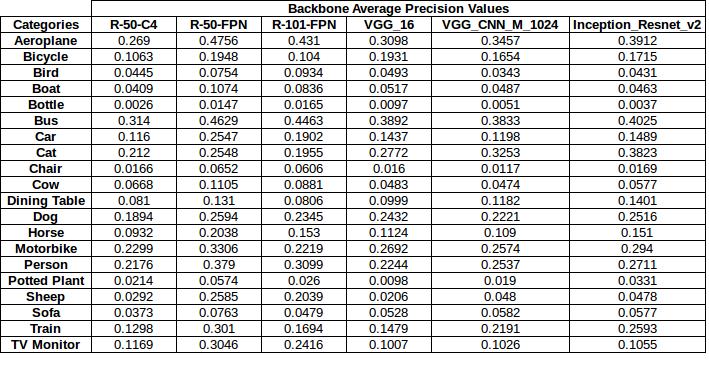 Backbone Average Precision Values
Categories R-50-C4 R-50-FPN R-101-FPN VGG_16 VGG_CNN_M_1024 Inception_Resnet_v2
Aeroplane 0.269 0.4756 0.431 0.3098 0.3457 0.3912
Bicycle 0.1063 0.1948 0.104 0.1931 0.1654 0.1715
Bird 0.0445 0.0754 0.0934 0.0493 0.0343 0.0431
Boat 0.0409 0.1074 0.0836 0.0517 0.0487 0.0463
Bottle 0.0026 0.0147 0.0165 0.0097 0.0051 0.0037
Bus 0.314 0.4629 0.4463 0.3892 0.3833 0.4025
Car 0.116 0.2547 0.1902 0.1437 0.1198 0.1489
Cat 0.212 0.2548 0.1955 0.2772 0.3253 0.3823
Chair 0.0166 0.0652 0.0606 0.016 0.0117 0.0169
Cow 0.0668 0.1105 0.0881 0.0483 0.0474 0.0577
Dining Table 0.081 0.131 0.0806 0.0999 0.1182 0.1401
Dog 0.1894 0.2594 0.2345 0.2432 0.2221 0.2516
Horse 0.0932 0.2038 0.153 0.1124 0.109 0.151
Motorbike 0.2299 0.3306 0.2219 0.2692 0.2574 0.294
Person 0.2176 0.379 0.3099 0.2244 0.2537 0.2711
Potted Plant 0.0214 0.0574 0.026 0.0098 0.019 0.0331
Sheep 0.0292 0.2585 0.2039 0.0206 0.048 0.0478
Sofa 0.0373 0.0763 0.0479 0.0528 0.0582 0.0577
Train 0.1298 0.301 0.1694 0.1479 0.2191 0.2593
TV Monitor 0.1169 0.3046 0.2416 0.1007 0.1026 0.1055